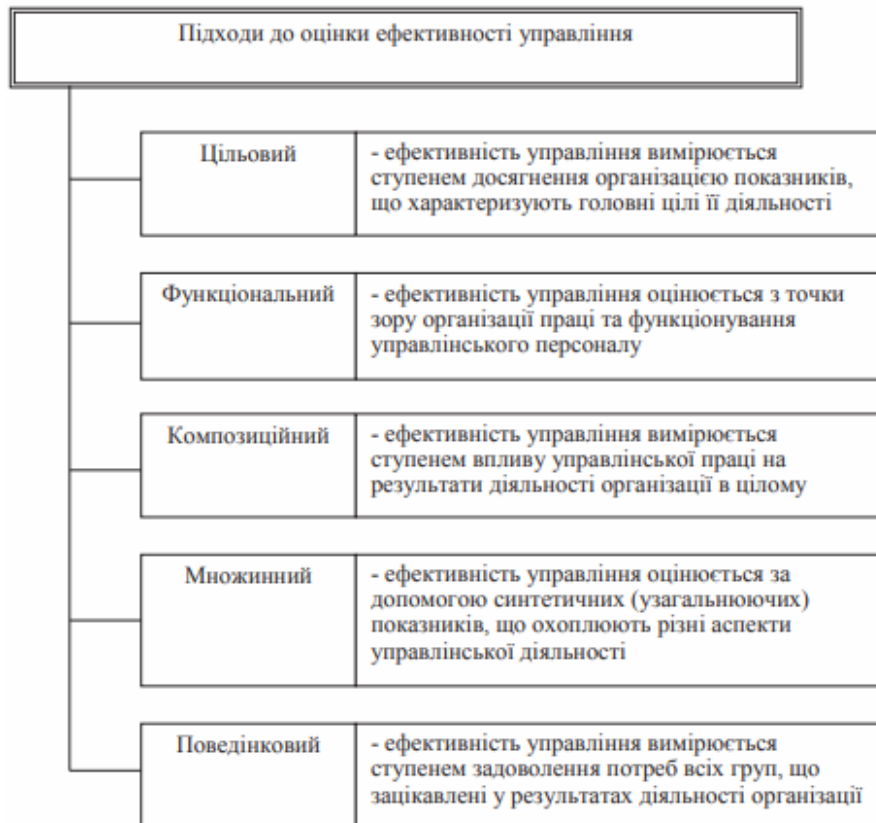 Підходи до оцінки ефективності управління
Цільовий
- ефективність управління вимірюється
ступенем досягнення організацією показників,
що характеризують головні цілі її діяльності
Функціональний
- ефективність управління оцінюється з точки
зору організації праці та функціонування
управлінського персоналу
Композиційний
- ефективність управління вимірюється
ступенем впливу управлінської праці на
результати діяльності організації в цілому
Множинний
- ефективність управління оцінюється за
допомогою синтетичних (узагальнюючих)
показників, що охоплюють різні аспекти
управлінської діяльності
Поведінковий
- ефективність управління вимірюється
ступенем задоволення потреб всіх груп, що
зацікавлені у результатах діяльності організації